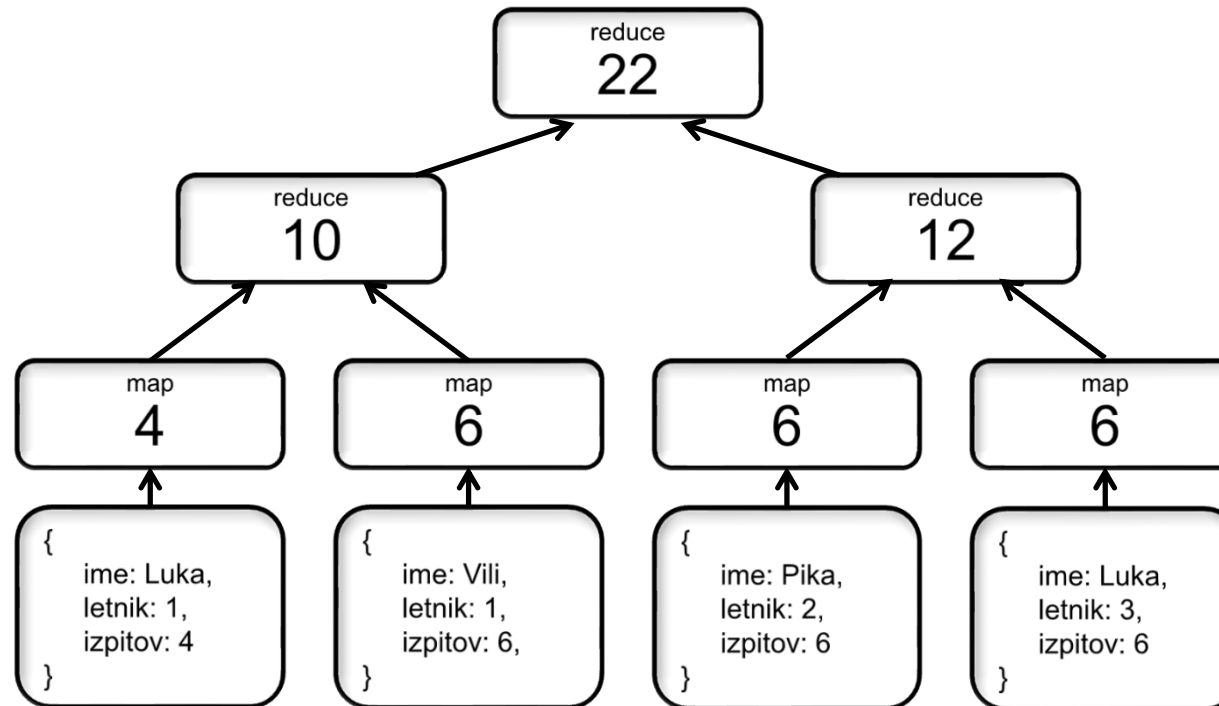 reduce
22
reduce
10
reduce
12
map
4
map
6
map
6
map
6
{
ime: Luka,
letnik: 1,
izpitov: 4
}
{
ime: Vili,
letnik: 1,
izpitov: 6,
}
{
ime: Pika,
letnik: 2,
izpitov: 6
}
{
ime: Luka,
letnik: 3,
izpitov: 6
}